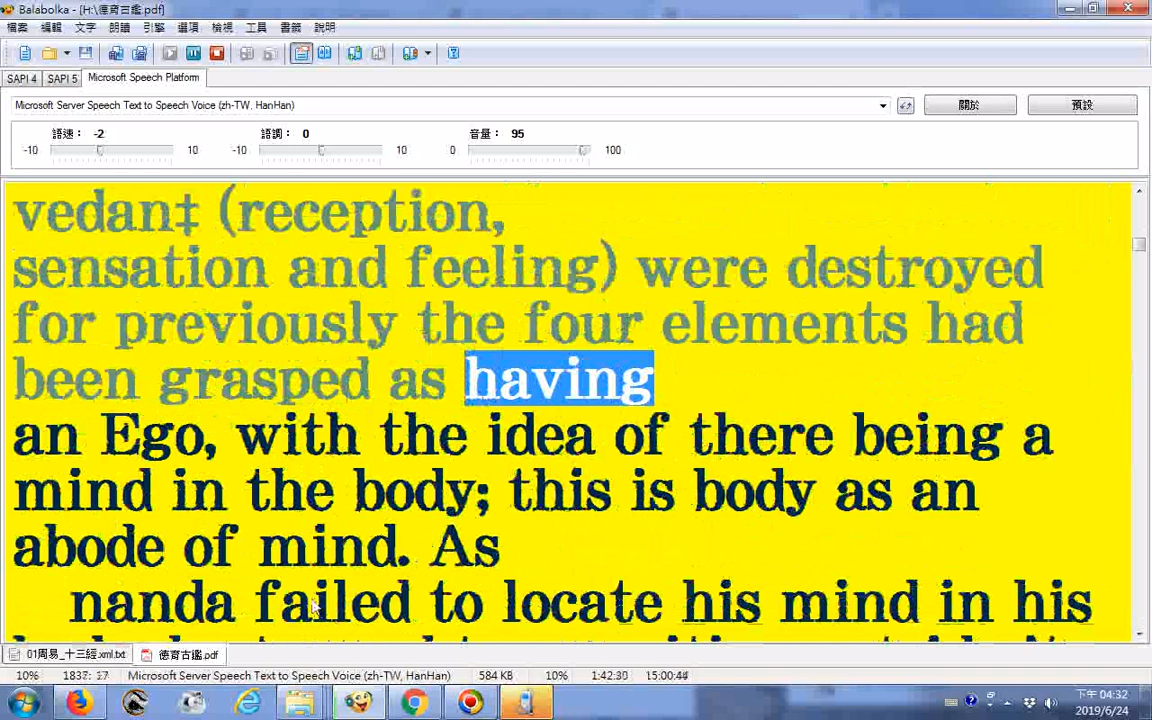 Balabolka - [H:\德育古鑑.pdf]
檔案 編輯 文字 朗讀 引擎 選項 檢視 工具 書籤 說明
SAPI 4 SAPI 5 Microsoft Speech Platform
Microsoft Server Speech Text to Speech Voice (zh-TW, HanHan) 關於 預設
語速： -2 語調： 0 音量： 95
-10 10 -10 10 0 100
vedan‡ (reception,
sensation and feeling) were destroyed
for previously the four elements had
been grasped as having
an Ego, with the idea of there being a
mind in the body; this is body as an
abode of mind. As
nanda failed to locate his mind in his
01周易_十三經.xml.txt 德育古鑑.pdf
10% 1837: 17 Microsoft Server Speech Text to Speech Voice (zh-TW, HanHan) 584 KB 10% 1:42:30 15:00:44
下午 04:32
2019/6/24